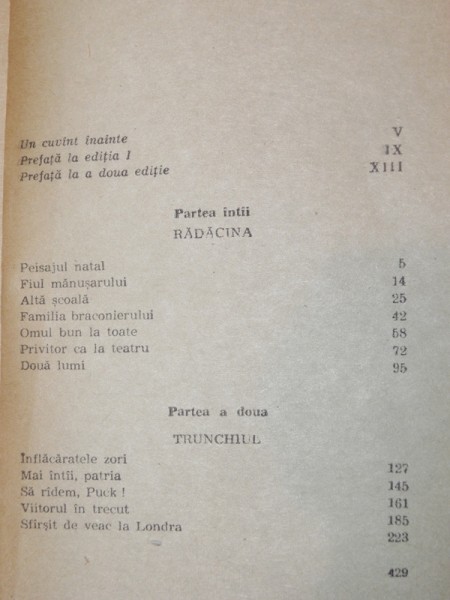 Un cuvînt înainte V
Prefață la ediția I IX
Prefață la a doua ediție XIII
Partea întîi
RĂDĂCINA
Peisajul natal 5
Fiul mănușarului 14
Altă școală 25
Familia braconierului 42
Omul bun la toate 58
Privitor ca la teatru 72
Două lumi 95
Partea a doua
TRUNCHIUL
Înflăcăratele zori 127
Mai întîi, patria 145
Să rîdem, Puck ! 161
Viitorul în trecut 185
Sfîrșit de veac la Londra 223
429